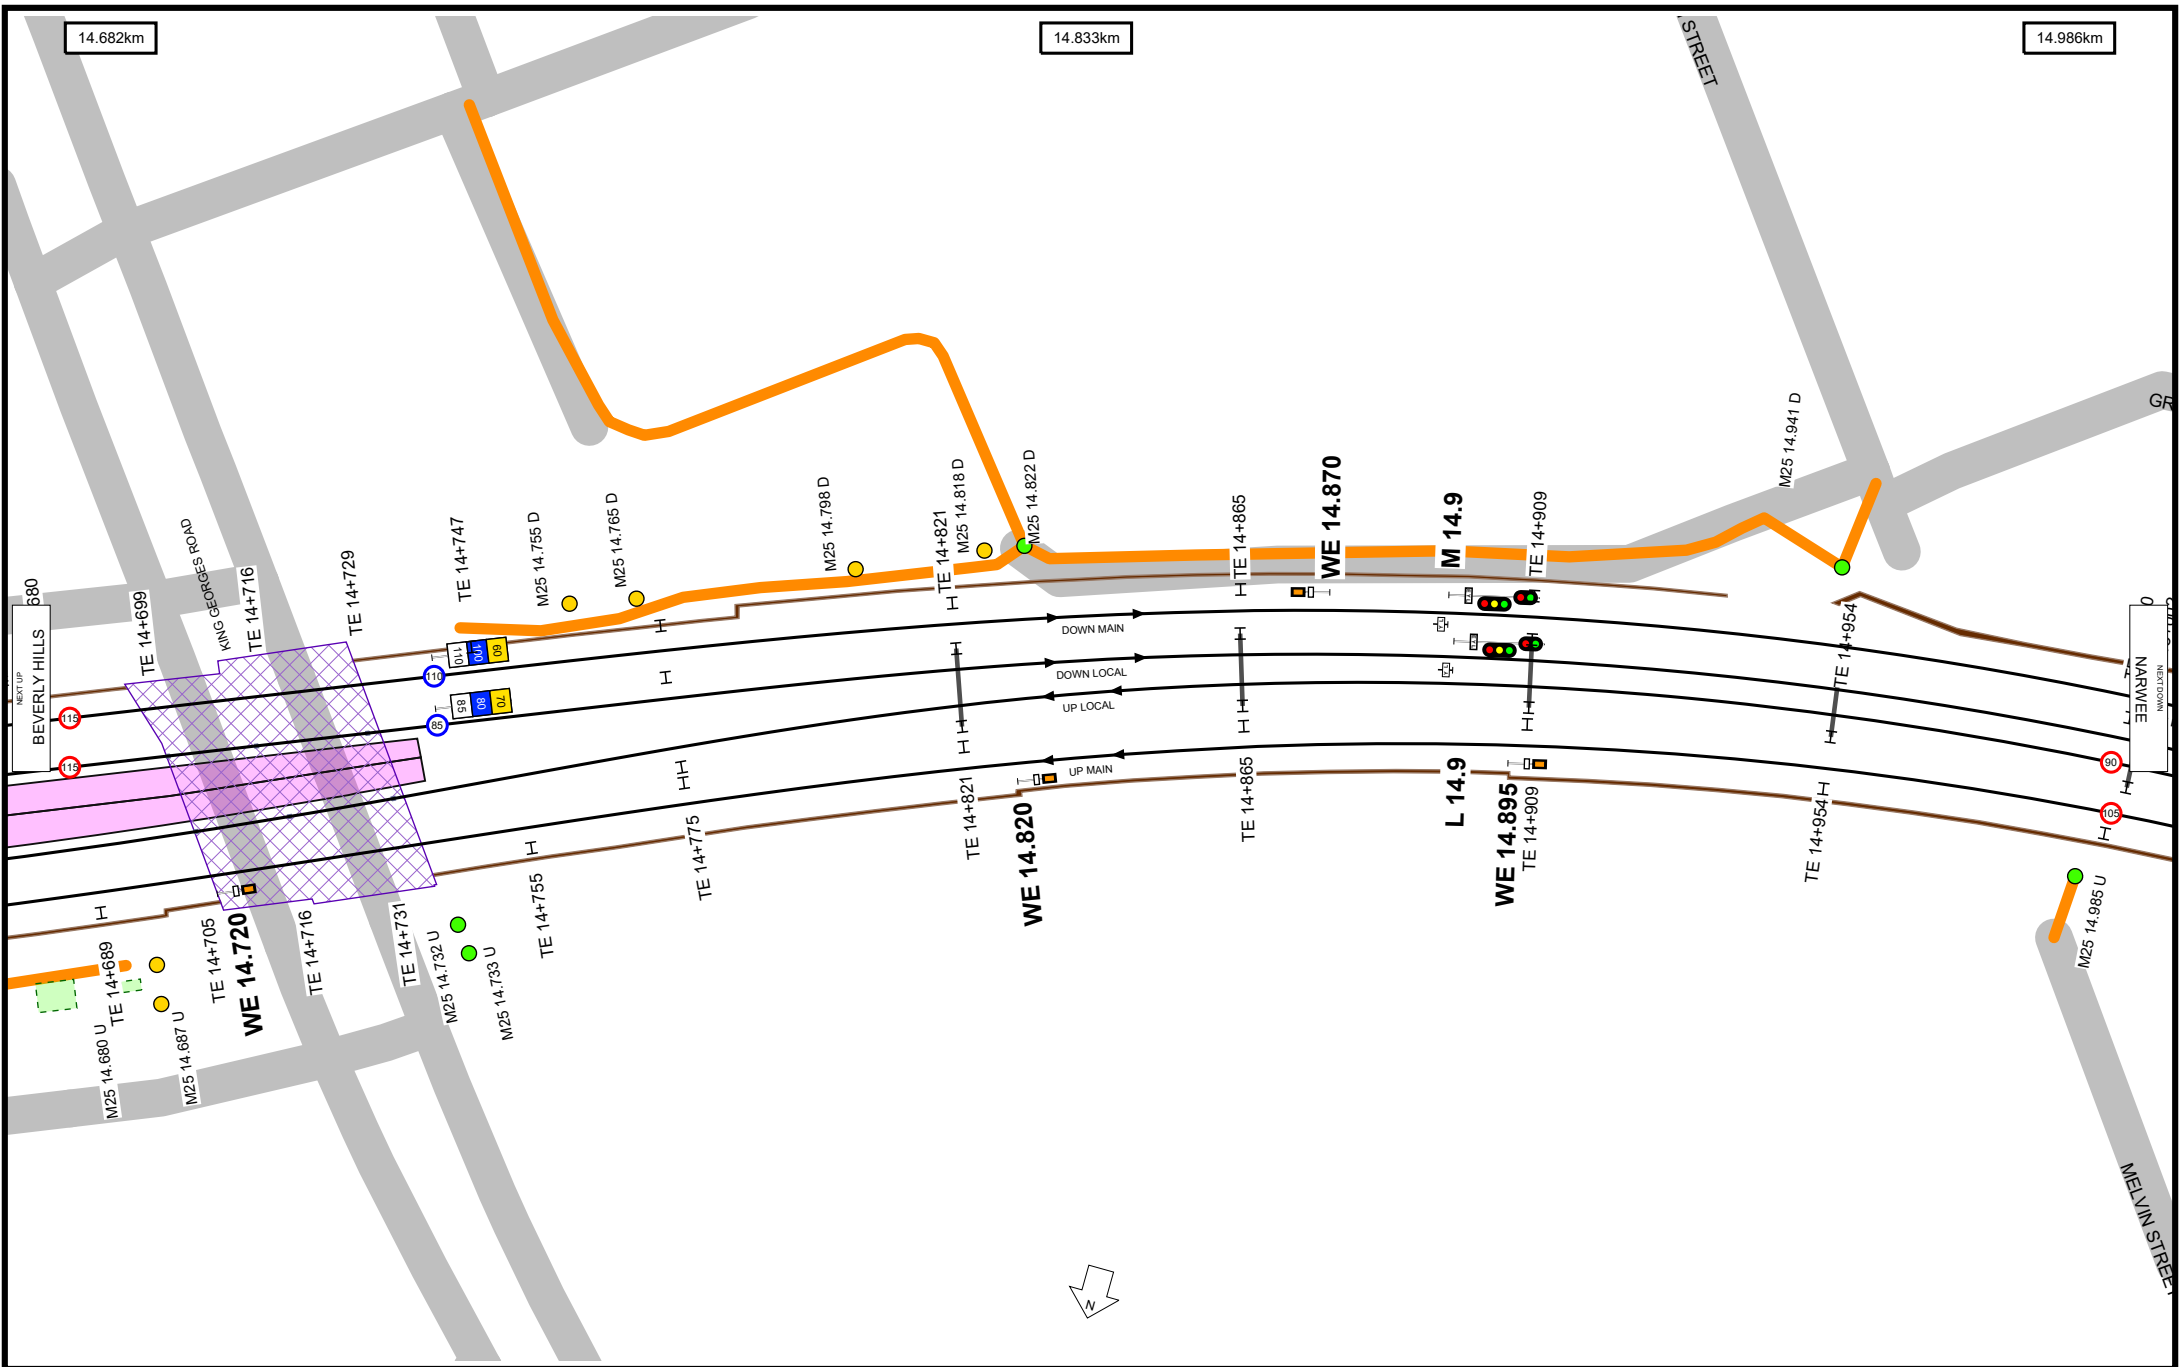 14.682km
14.833km
14.986km
STREET
GR
M25 14.941 D
WE 14.870
M 14.9
TE 14+909
TE 14+865
M25 14.822 D
M25 14.818 D
TE 14+821
M25 14.798 D
M25 14.765 D
M25 14.755 D
TE 14+747
TE 14+729
KING GEORGES ROAD
TE 14+716
TE 14+699
680
NEXT UP
BEVERLY HILLS
115
115
110
85
110
100
60
85
80
70
DOWN MAIN
DOWN LOCAL
UP LOCAL
UP MAIN
TE 14+954
NEXT DOWN
NARWEE
90
105
TE 14+954
L 14.9
WE 14.895
TE 14+909
TE 14+865
WE 14.820
TE 14+821
TE 14+775
TE 14+755
M25 14.733 U
M25 14.732 U
TE 14+731
TE 14+716
WE 14.720
TE 14+705
TE 14+689
M25 14.687 U
M25 14.680 U
M25 14.985 U
MELVIN STREET
N